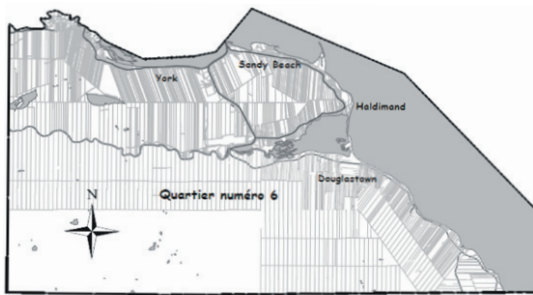 Sandy Beach
York
Haldimand
Douglastown
Quartier numéro 6
N